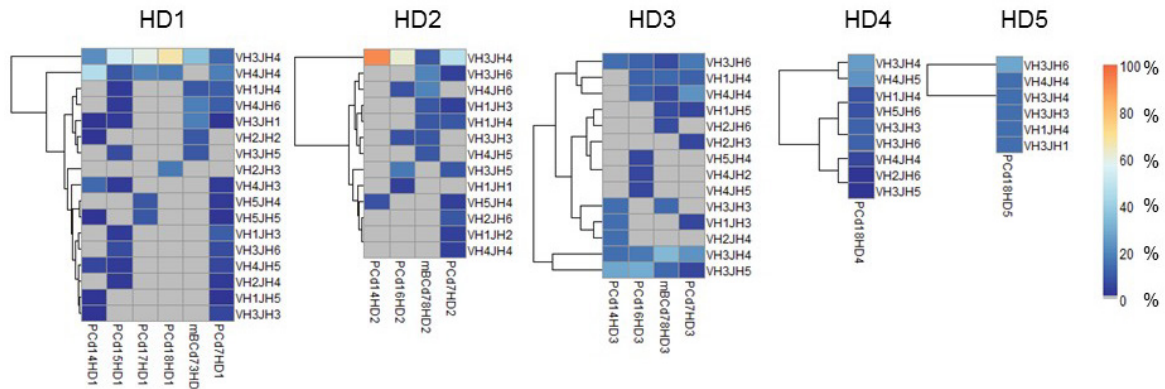 HD1
HD2
HD3
HD4
HD5
VH3JH4
VH4JH4
VH1JH4
VH4JH6
VH3JH1
VH2JH2
VH3JH5
VH2JH3
VH4JH3
VH5JH4
VH5JH5
VH1JH3
VH3JH6
VH4JH5
VH2JH4
VH1JH5
VH3JH3
PCd14HD1
PCd15HD1
PCd17HD1
PCd18HD1
mBCd73HD
PCd7HD1
VH3JH4
VH3JH6
VH4JH6
VH1JH3
VH1JH4
VH3JH3
VH4JH5
VH3JH5
VH1JH1
VH5JH4
VH2JH6
VH1JH2
VH4JH4
PCd14HD2
PCd16HD2
mBCd78HD2
PCd7HD2
VH3JH6
VH1JH4
VH4JH4
VH1JH5
VH2JH6
VH2JH3
VH5JH4
VH4JH2
VH4JH5
VH3JH3
VH1JH3
VH2JH4
VH3JH4
VH3JH5
PCd14HD3
PCd16HD3
mBCd78HD3
PCd7HD3
VH3JH4
VH4JH5
VH1JH4
VH5JH6
VH3JH3
VH3JH6
VH4JH4
VH2JH6
VH3JH5
PCd18HD4
VH3JH6
VH4JH4
VH3JH4
VH3JH3
VH1JH4
VH3JH1
PCd18HD5
100 %
80 %
60 %
40 %
20 %
0 %